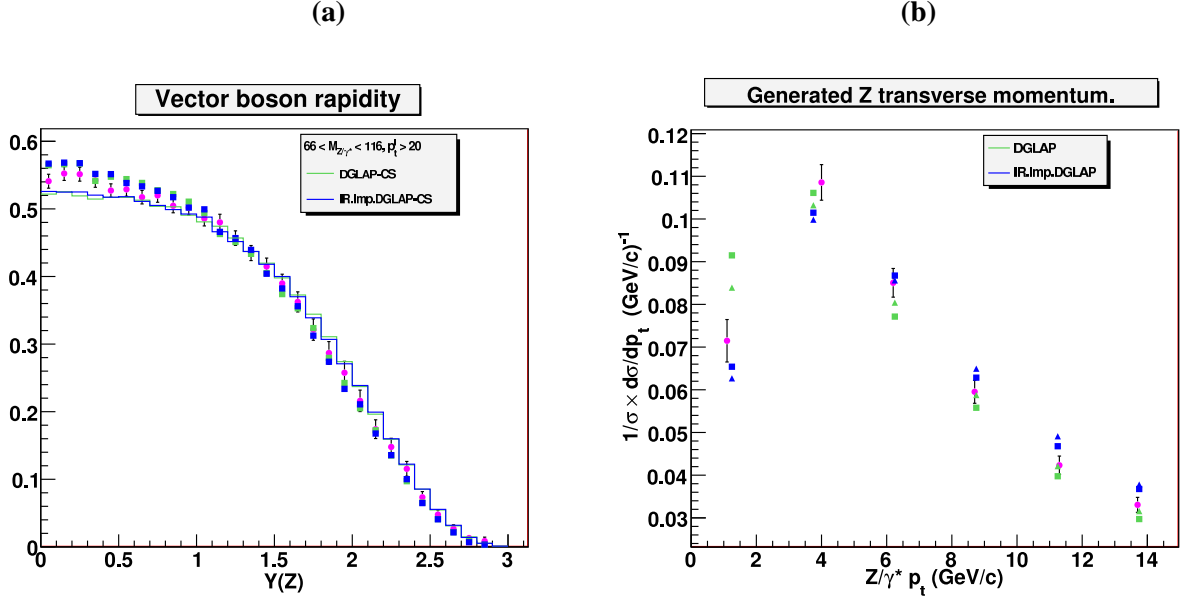 (a)
(b)
Vector boson rapidity
66 < M_{Z/γ*} < 116, p_t^l > 20
DGLAP-CS
IR.Imp.DGLAP-CS
0.6
0.5
0.4
0.3
0.2
0.1
0
0
0.5
1
1.5
2
2.5
3
Y(Z)
Generated Z transverse momentum.
DGLAP
IR.Imp.DGLAP
1/σ × dσ/dp_t (GeV/c)^{-1}
0.12
0.11
0.1
0.09
0.08
0.07
0.06
0.05
0.04
0.03
0
2
4
6
8
10
12
14
Z/γ* p_t (GeV/c)